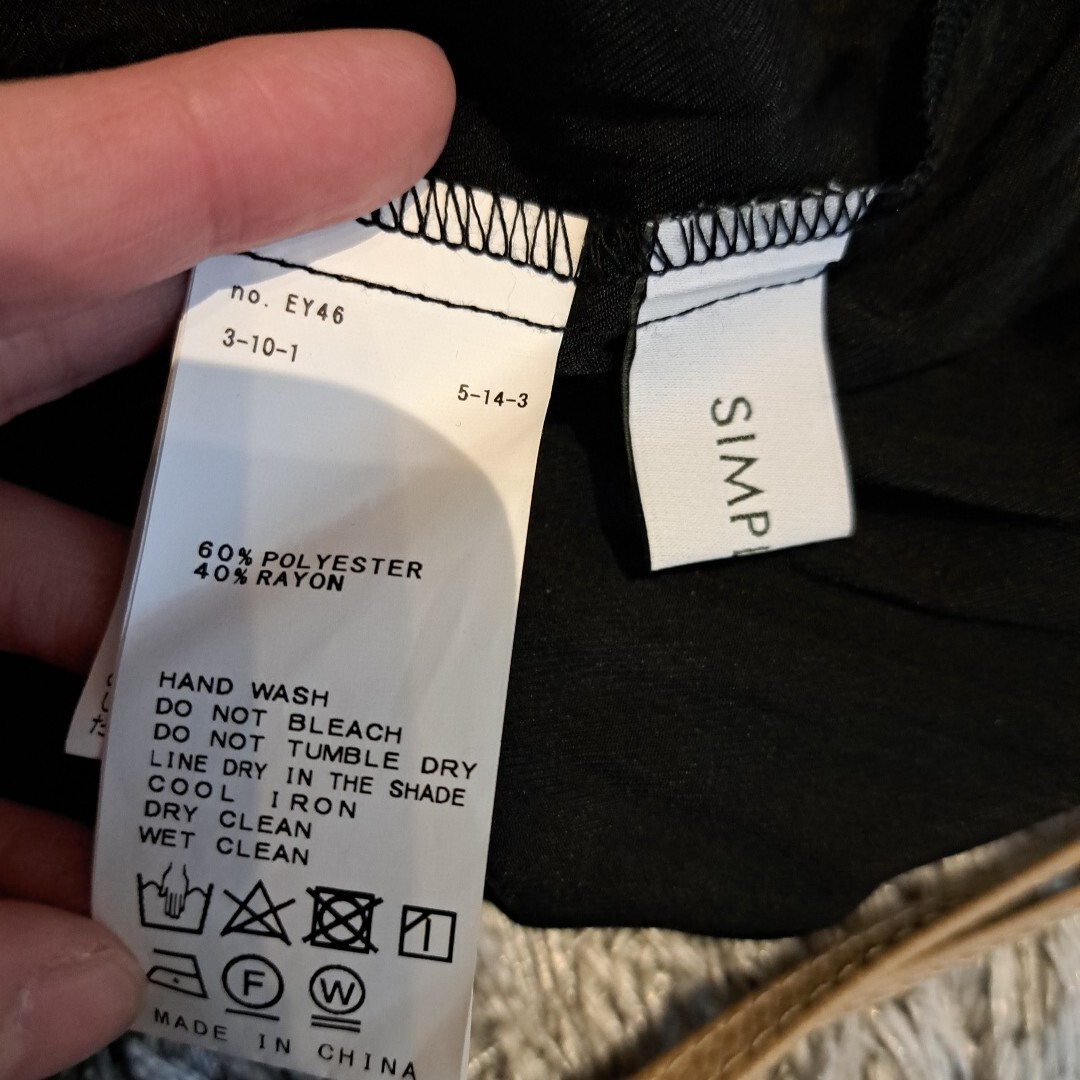 no. EY46
3-10-1
5-14-3
60% POLYESTER
40% RAYON
HAND WASH
DO NOT BLEACH
DO NOT TUMBLE DRY
LINE DRY IN THE SHADE
COOL IRON
DRY CLEAN
WET CLEAN
F
W
MADE IN CHINA
SIMP